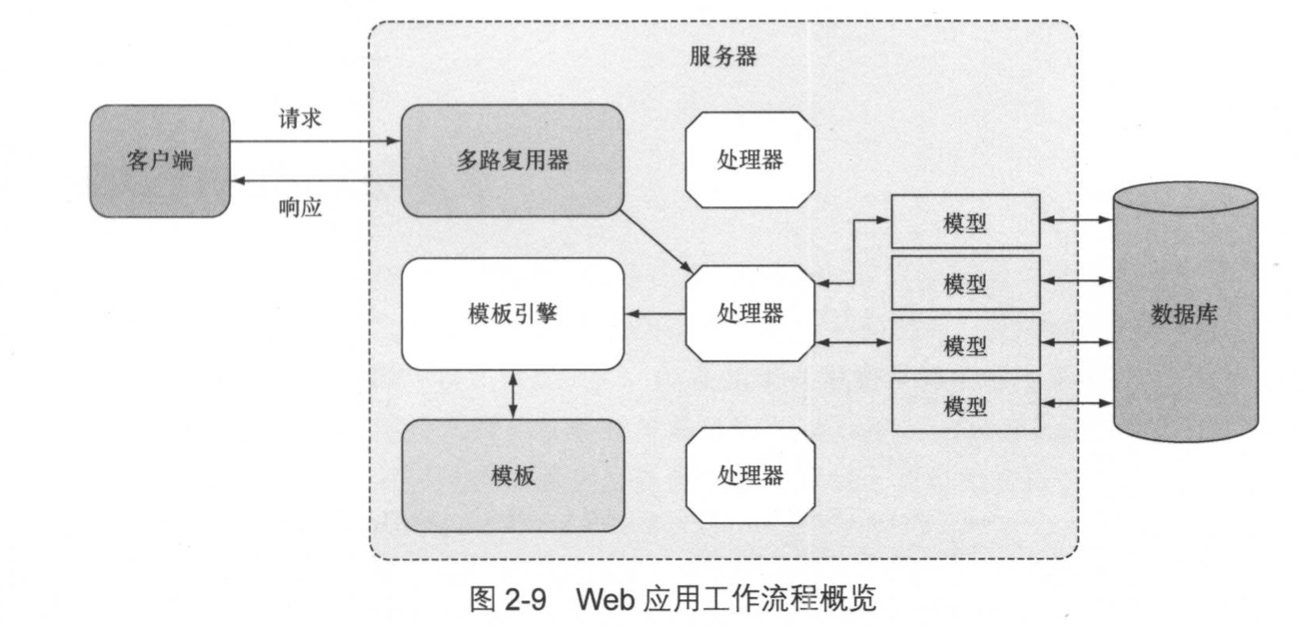 服务器
请求
客户端
多路复用器
处理器
响应
模型
模板引擎
处理器
模型
数据库
模型
模型
模板
处理器
图 2-9 Web 应用工作流程概览